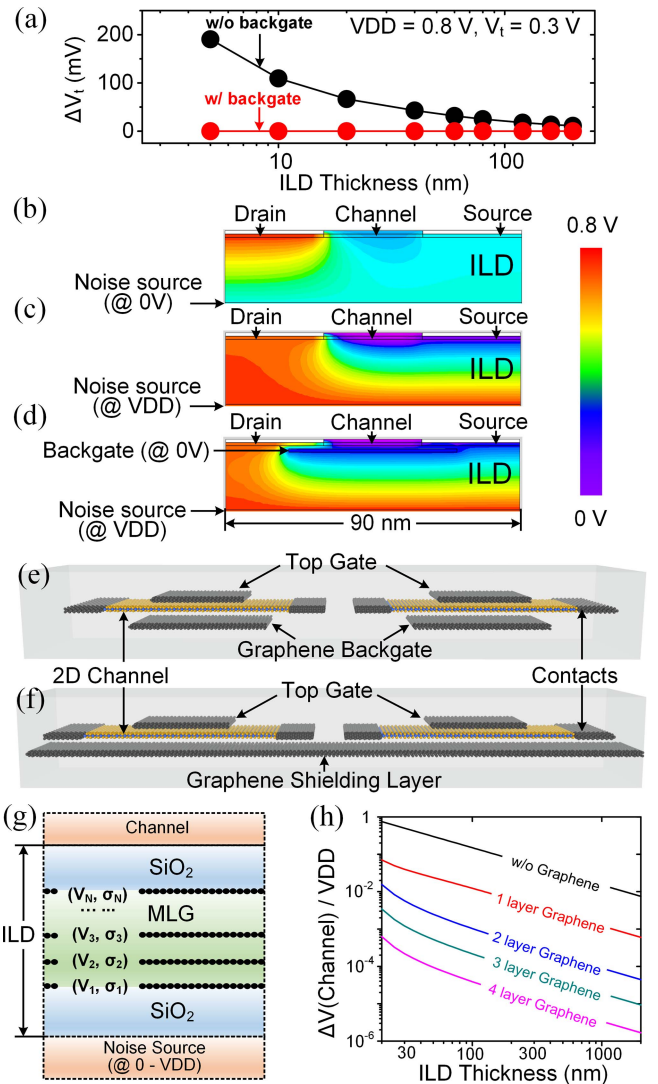 (a)
w/o backgate
VDD = 0.8 V, Vt = 0.3 V
200
100
0
ΔVt (mV)
w/ backgate
10
100
ILD Thickness (nm)
(b)
Drain
Channel
Source
0.8 V
ILD
Noise source
(@ 0V)
(c)
Drain
Channel
Source
ILD
Noise source
(@ VDD)
(d)
Drain
Channel
Source
Backgate (@ 0V)
ILD
Noise source
(@ VDD)
90 nm
0 V
(e)
Top Gate
Graphene Backgate
2D Channel
Contacts
(f)
Top Gate
Graphene Shielding Layer
(g)
Channel
SiO2
(VN, σN)
... ...
MLG
ILD
(V3, σ3)
(V2, σ2)
(V1, σ1)
SiO2
Noise Source
(@ 0 - VDD)
(h)
1
10-2
10-4
10-6
ΔV(Channel) / VDD
w/o Graphene
1 layer Graphene
2 layer Graphene
3 layer Graphene
4 layer Graphene
30
100
1000
ILD Thickness (nm)